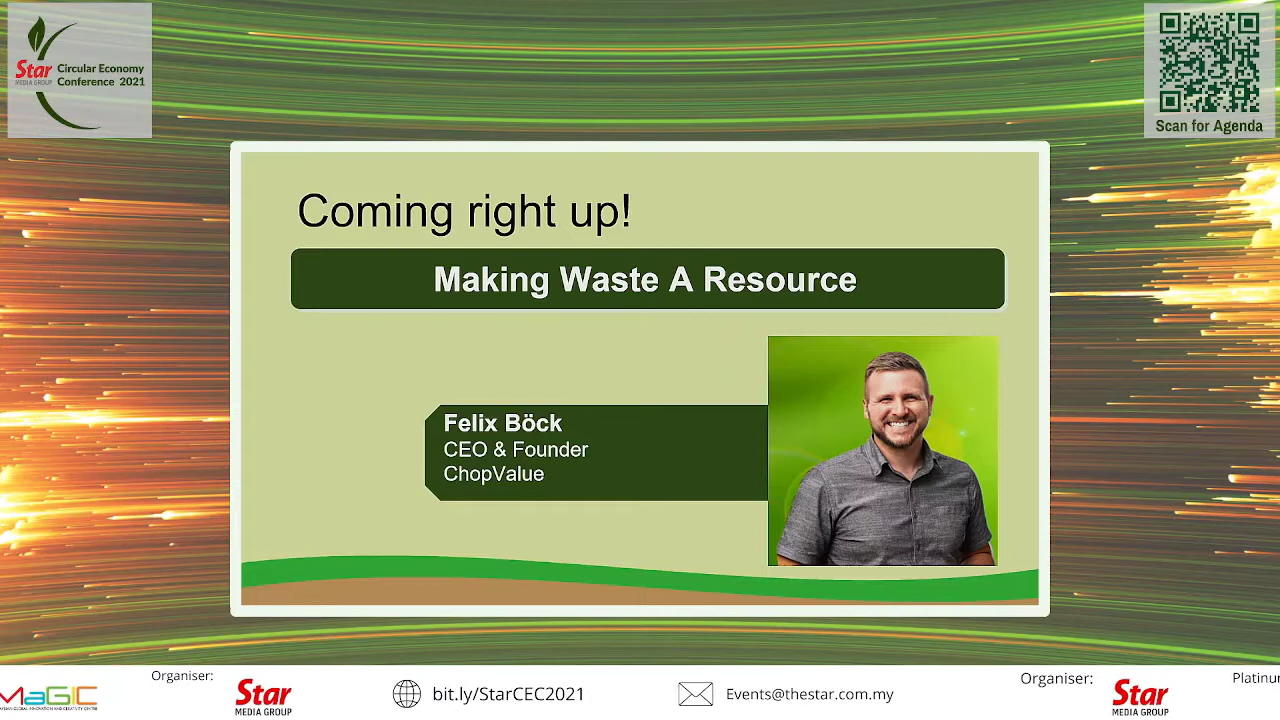 Star
MEDIA GROUP
Circular Economy
Conference 2021
Scan for Agenda
Coming right up!
Making Waste A Resource
Felix Böck
CEO & Founder
ChopValue
MaGIC
Organiser:
Star
MEDIA GROUP
bit.ly/StarCEC2021
Events@thestar.com.my
Organiser:
Star
MEDIA GROUP